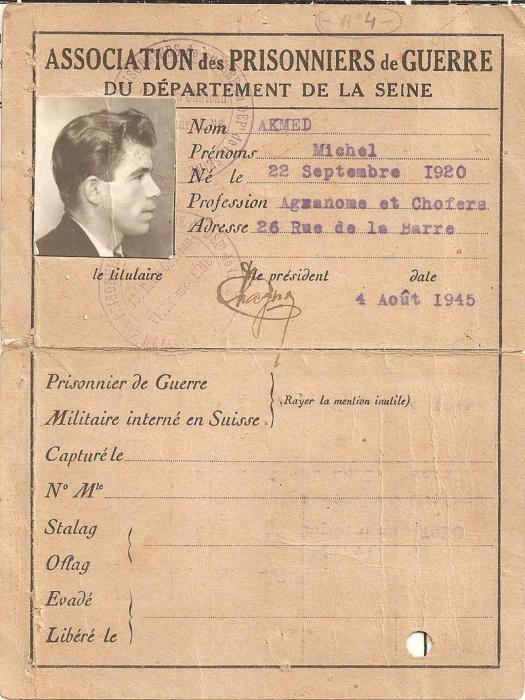 N° 4
ASSOCIATION des PRISONNIERS de GUERRE
DU DÉPARTEMENT DE LA SEINE
Nom AKMED
Prénoms Michel
Né le 22 Septembre 1920
Profession Agranome et Chofers
Adresse 26 Rue de la Barre
le titulaire le président date
4 Août 1945
Prisonnier de Guerre
Militaire interné en Suisse
(Rayer la mention inutile)
Capturé le
N° Mle
Stalag
Oflag
Evadé
Libéré le